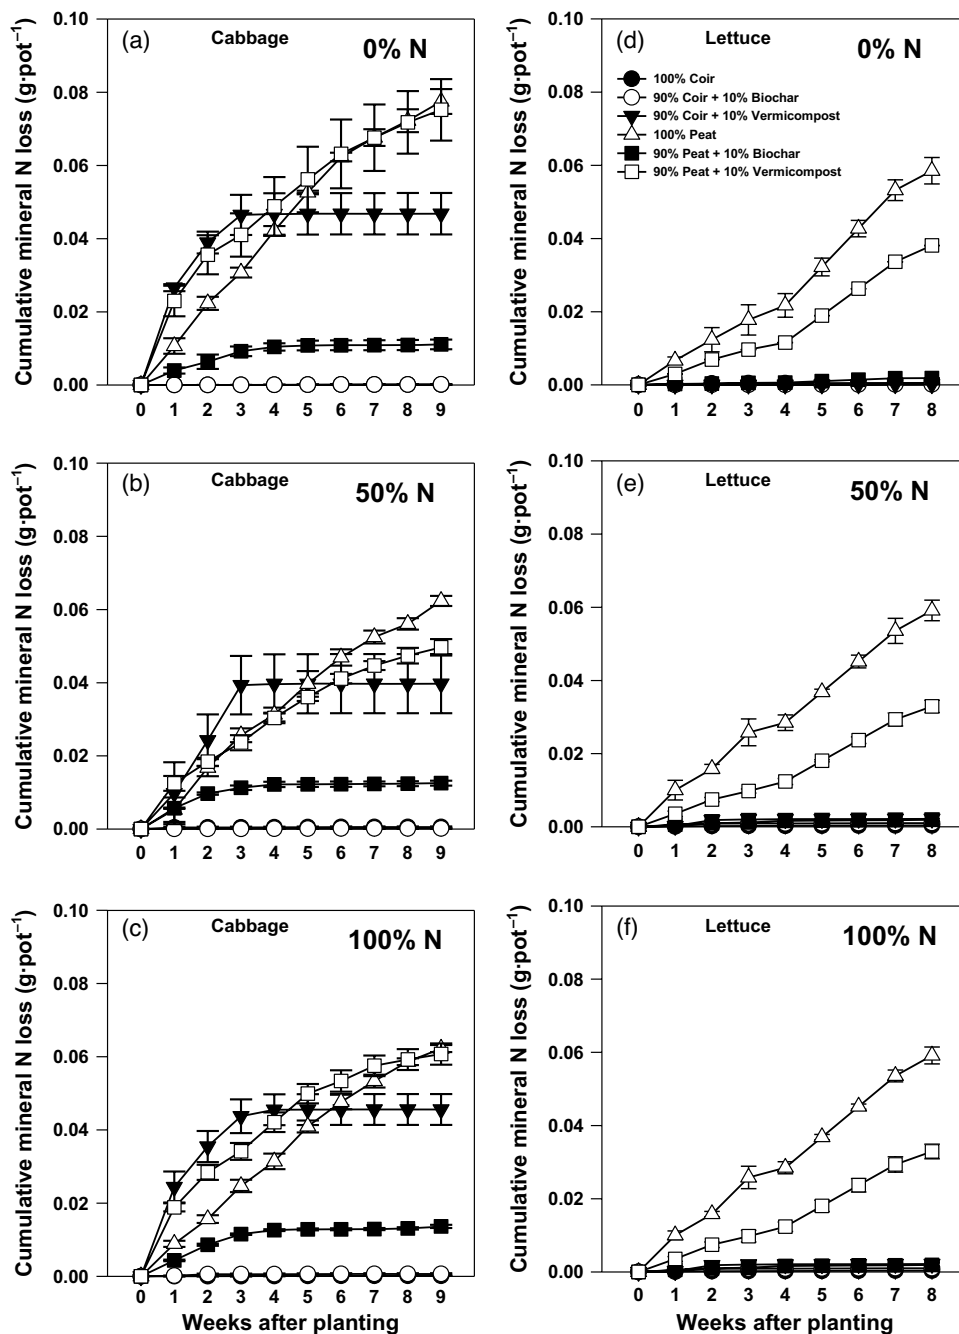 (a) Cabbage 0% N
Cumulative mineral N loss (g·pot⁻¹)
0.10
0.08
0.06
0.04
0.02
0.00
0 1 2 3 4 5 6 7 8 9
(d) Lettuce 0% N
100% Coir
90% Coir + 10% Biochar
90% Coir + 10% Vermicompost
100% Peat
90% Peat + 10% Biochar
90% Peat + 10% Vermicompost
Cumulative mineral N loss (g·pot⁻¹)
0.10
0.08
0.06
0.04
0.02
0.00
0 1 2 3 4 5 6 7 8
(b) Cabbage 50% N
Cumulative mineral N loss (g·pot⁻¹)
0.10
0.08
0.06
0.04
0.02
0.00
0 1 2 3 4 5 6 7 8 9
(e) Lettuce 50% N
Cumulative mineral N loss (g·pot⁻¹)
0.10
0.08
0.06
0.04
0.02
0.00
0 1 2 3 4 5 6 7 8
(c) Cabbage 100% N
Cumulative mineral N loss (g·pot⁻¹)
0.10
0.08
0.06
0.04
0.02
0.00
0 1 2 3 4 5 6 7 8 9
Weeks after planting
(f) Lettuce 100% N
Cumulative mineral N loss (g·pot⁻¹)
0.10
0.08
0.06
0.04
0.02
0.00
0 1 2 3 4 5 6 7 8
Weeks after planting